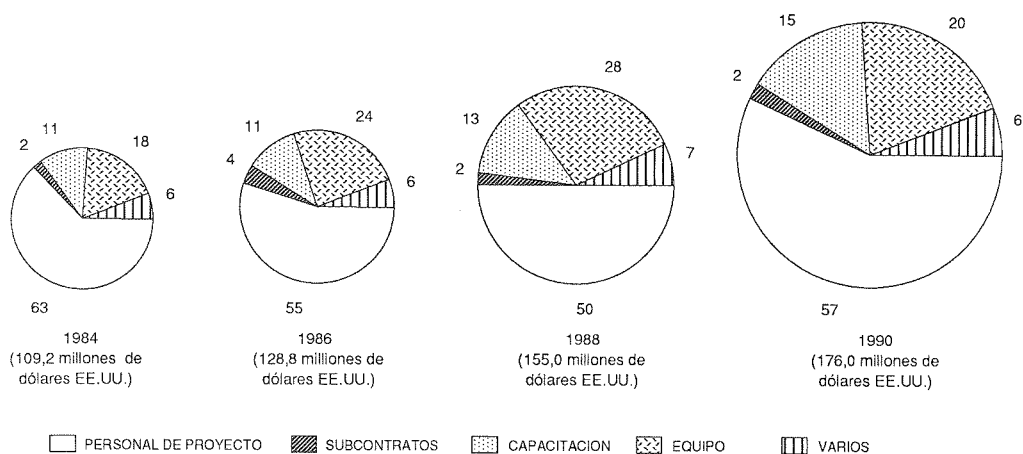 2
11
18
6
63
1984
(109,2 millones de
dólares EE.UU.)
4
11
24
6
55
1986
(128,8 milliones de
dólares EE.UU.)
2
13
28
7
50
1988
(155,0 millones de
dólares EE.UU.)
2
15
20
6
57
1990
(176,0 millones de
dólares EE.UU.)
PERSONAL DE PROYECTO SUBCONTRATOS CAPACITACION EQUIPO VARIOS